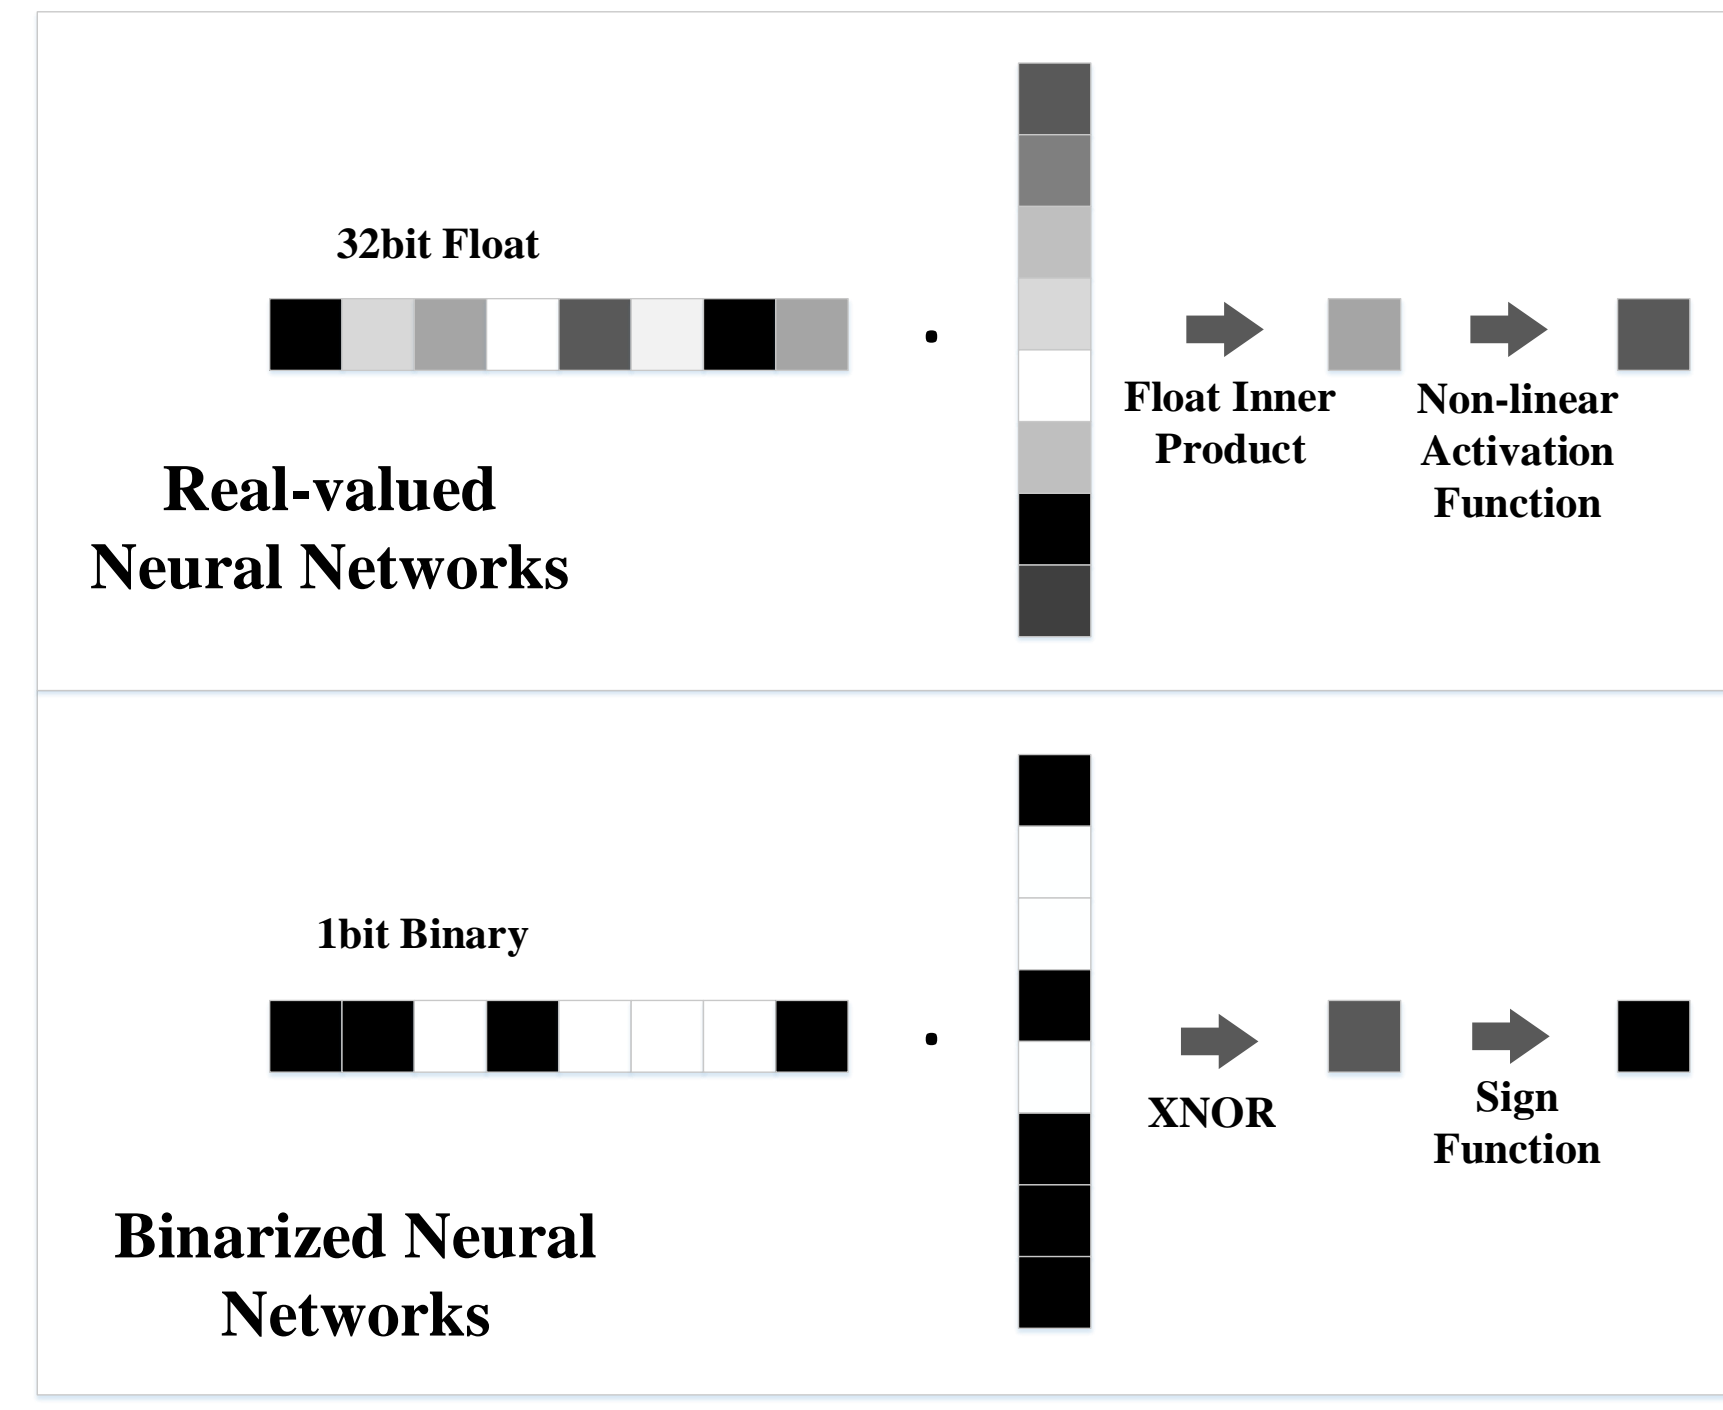 32bit Float
Float Inner
Product
Non-linear
Activation
Function
Real-valued
Neural Networks
1bit Binary
XNOR
Sign
Function
Binarized Neural
Networks